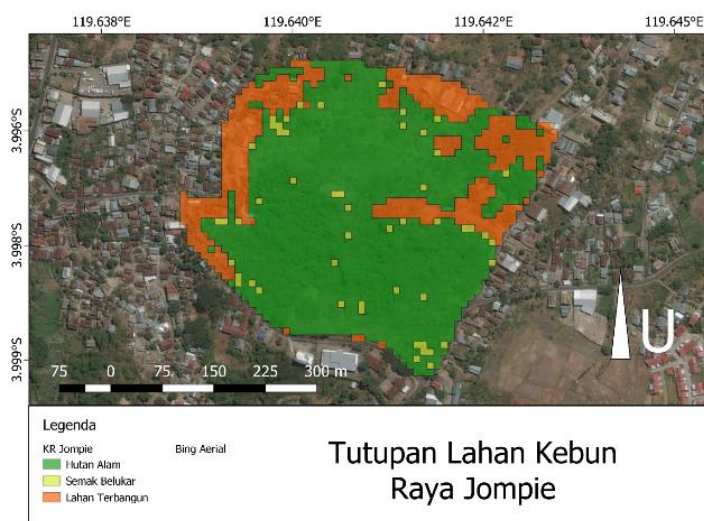 119.638°E 119.640°E 119.642°E 119.645°E
3.996°S
3.998°S
3.999°S
U
75 0 75 150 225 300 m
Legenda
KR Jompie Bing Aerial
Hutan Alam
Semak Belukar
Lahan Terbangun
Tutupan Lahan Kebun
Raya Jompie